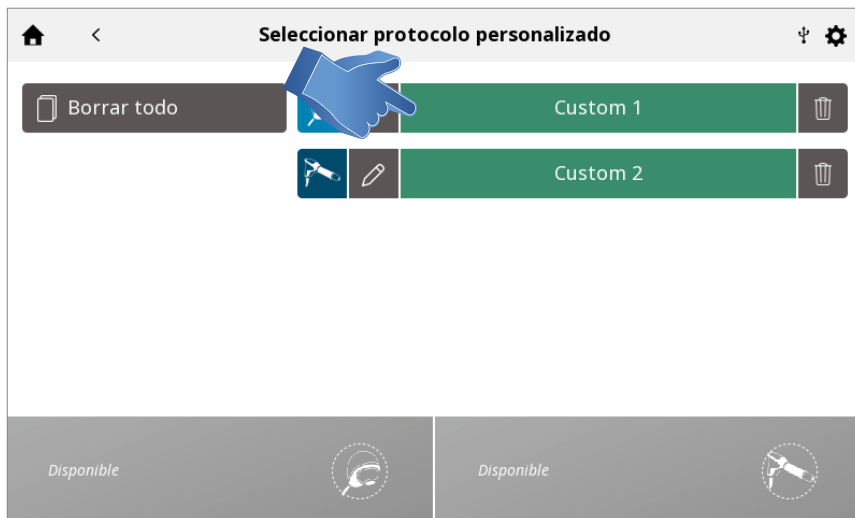 Seleccionar protocolo personalizado
Borrar todo
Custom 1
Custom 2
Disponible
Disponible